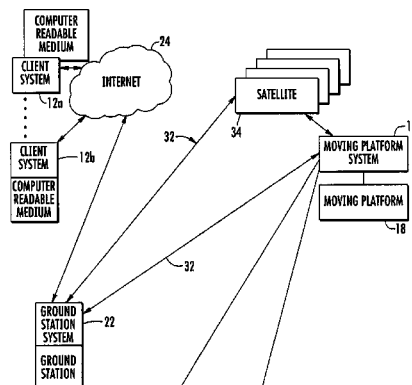 COMPUTER
READABLE
MEDIUM
CLIENT
SYSTEM
12a
24
INTERNET
SATELLITE
34
32
CLIENT
SYSTEM
12b
COMPUTER
READABLE
MEDIUM
1
MOVING PLATFORM
SYSTEM
MOVING PLATFORM
18
32
GROUND
STATION
SYSTEM
22
GROUND
STATION